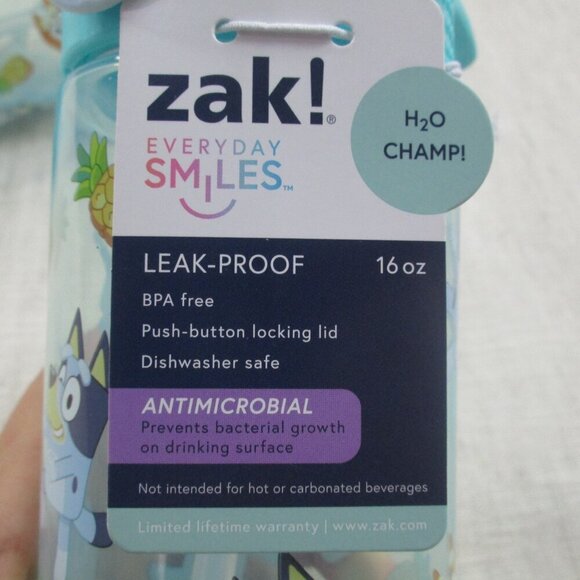 zak!®
H₂O
CHAMP!
EVERYDAY
SMILES™
LEAK-PROOF 16 oz
BPA free
Push-button locking lid
Dishwasher safe
ANTIMICROBIAL
Prevents bacterial growth
on drinking surface
Not intended for hot or carbonated beverages
Limited lifetime warranty | www.zak.com